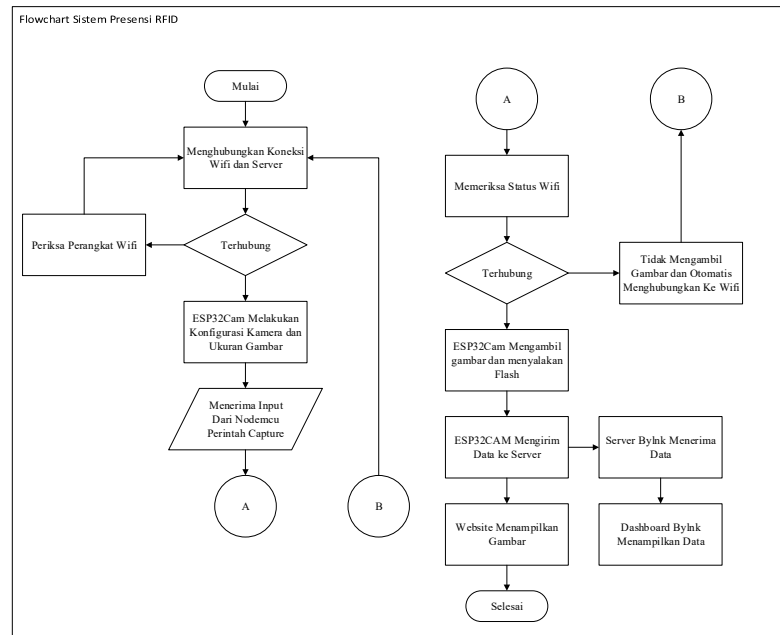 Flowchart Sistem Presensi RFID
Mulai
Menghubungkan Koneksi
Wifi dan Server
Periksa Perangkat Wifi
Terhubung
ESP32Cam Melakukan
Konfigurasi Kamera dan
Ukuran Gambar
Menerima Input
Dari Nodemcu
Perintah Capture
A
B
A
B
Memeriksa Status Wifi
Terhubung
Tidak Mengambil
Gambar dan Otomatis
Menghubungkan Ke Wifi
ESP32Cam Mengambil
gambar dan menyalakan
Flash
ESP32CAM Mengirim
Data ke Server
Server Bylnk Menerima
Data
Website Menampilkan
Gambar
Dashboard Bylnk
Menampilkan Data
Selesai